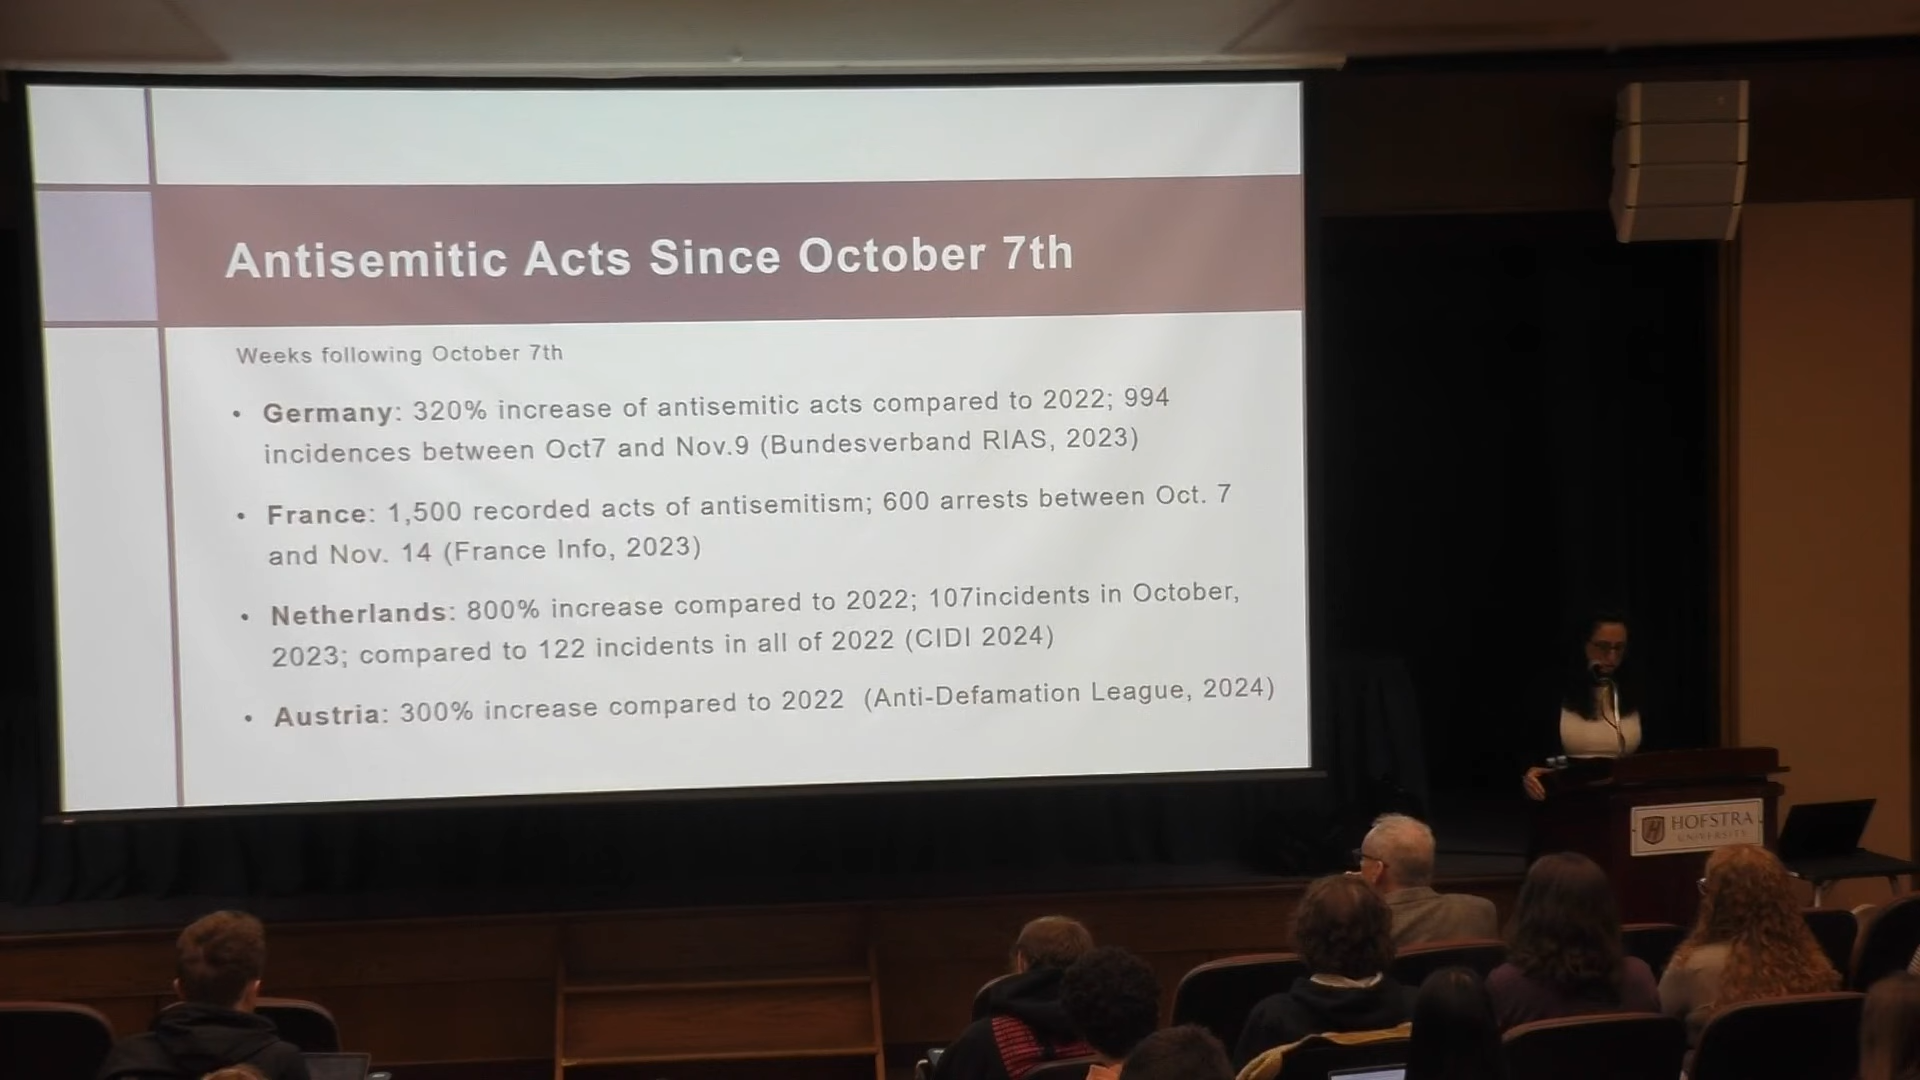 Antisemitic Acts Since October 7th
Weeks following October 7th
• Germany: 320% increase of antisemitic acts compared to 2022; 994
incidences between Oct7 and Nov.9 (Bundesverband RIAS, 2023)
• France: 1,500 recorded acts of antisemitism; 600 arrests between Oct. 7
and Nov. 14 (France Info, 2023)
• Netherlands: 800% increase compared to 2022; 107incidents in October,
2023; compared to 122 incidents in all of 2022 (CIDI 2024)
• Austria: 300% increase compared to 2022  (Anti-Defamation League, 2024)
HOFSTRA
UNIVERSITY